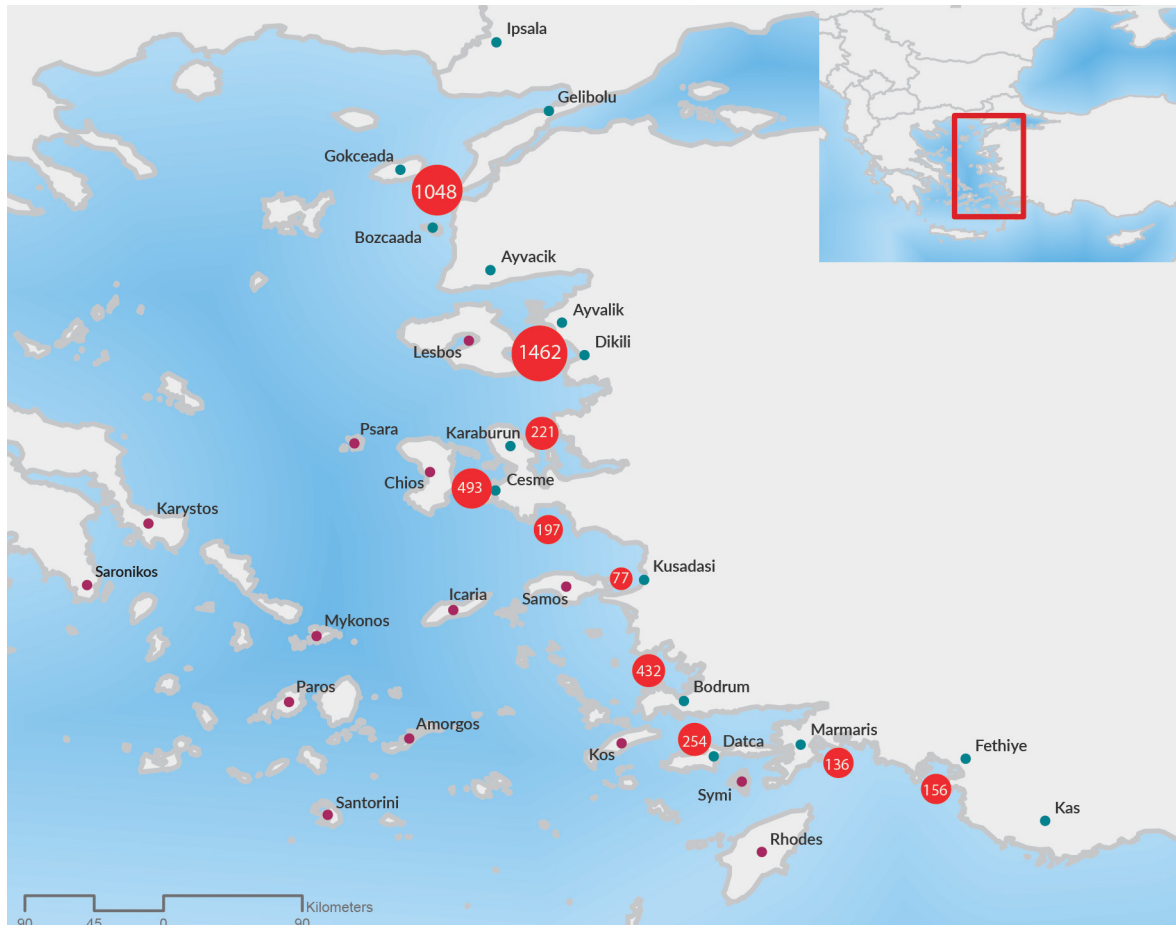 Ipsala
Gelibolu
Gokceada
1048
Bozcaada
Ayvacik
Ayvalik
Lesbos
1462
Dikili
Psara
Karaburun
221
Chios
493
Cesme
Karystos
197
Saronikos
Kusadasi
77
Icaria
Samos
Mykonos
432
Bodrum
Paros
Amorgos
Kos
254
Datca
Marmaris
136
Fethiye
Symi
156
Santorini
Kas
Rhodes
Kilometers
90 45 0 90